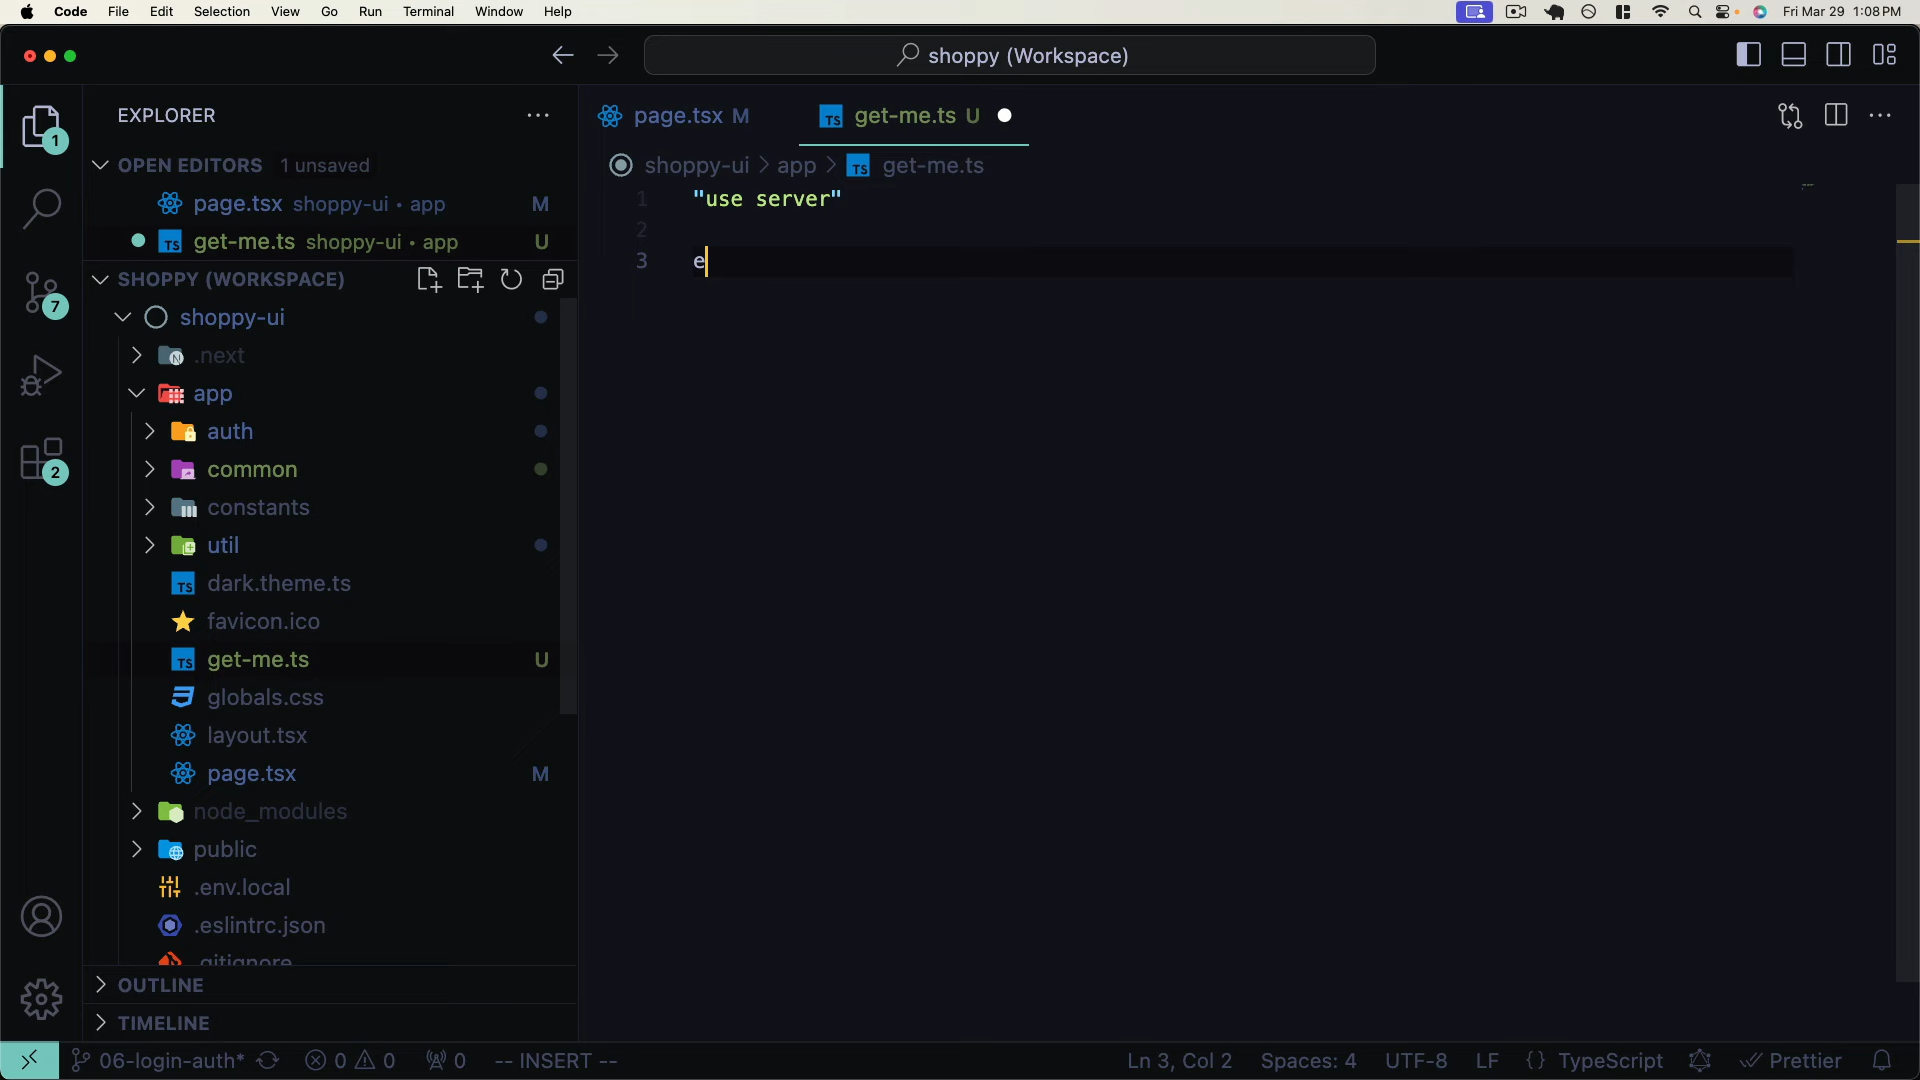 Code File Edit Selection View Go Run Terminal Window Help Fri Mar 29 1:08 PM
shoppy (Workspace)
EXPLORER
page.tsx M
get-me.ts U
1
OPEN EDITORS 1 unsaved
shoppy-ui app get-me.ts
page.tsx shoppy-ui • app M
get-me.ts shoppy-ui • app U
1 "use server"
2
3 e
SHOPPY (WORKSPACE)
7
shoppy-ui
.next
app
auth
2
common
constants
util
dark.theme.ts
favicon.ico
get-me.ts U
globals.css
layout.tsx
page.tsx M
node_modules
public
.env.local
.eslintrc.json
.gitignore
OUTLINE
TIMELINE
06-login-auth* 0 0 0 -- INSERT -- Ln 3, Col 2 Spaces: 4 UTF-8 LF {} TypeScript Prettier